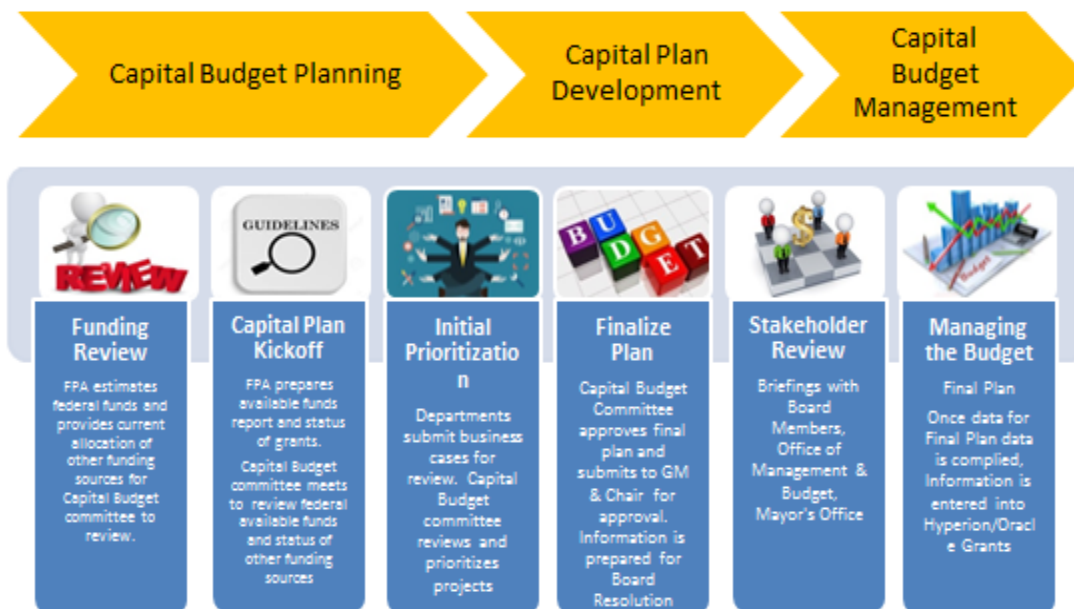 Capital Budget Planning
Capital Plan
Development
Capital
Budget
Management
REVIEW
Funding
Review
FPA estimates
federal funds and
provides current
allocation of
other funding
sources for
Capital Budget
committee to
review.
GUIDELINES
Capital Plan
Kickoff
FPA prepares
available funds
report and status
of grants.
Capital Budget
committee meets
to review federal
available funds
and status of
other funding
sources
Initial
Prioritizatio
n
Departments
submit business
cases for
review. Capital
Budget
committee
reviews and
prioritizes
projects
BUDGET
Finalize
Plan
Capital Budget
Committee
approves final
plan and
submits to GM
& Chair for
approval.
Information is
prepared for
Board
Resolution
$
Stakeholder
Review
Briefings with
Board
Members,
Office of
Management &
Budget,
Mayor's Office
Budget
Managing
the Budget
Final Plan
Once data for
Final Plan data
is complied,
Information is
entered into
Hyperion/Oracl
e Grants